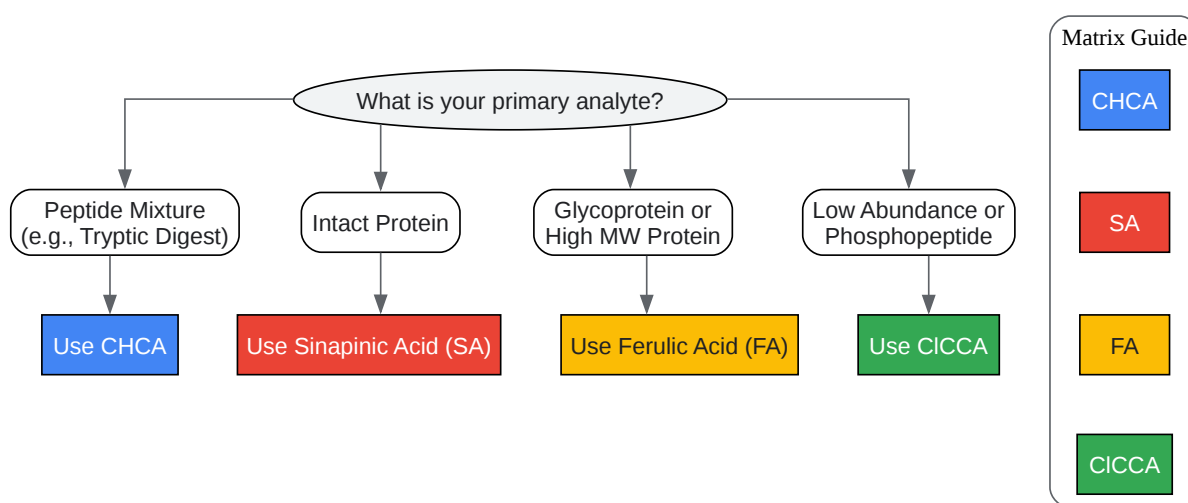 What is your primary analyte?
Peptide Mixture
(e.g., Tryptic Digest)
Intact Protein
Glycoprotein or
High MW Protein
Low Abundance or
Phosphopeptide
Use CHCA
Use Sinapinic Acid (SA)
Use Ferulic Acid (FA)
Use ClCCA
Matrix Guide
CHCA
SA
FA
ClCCA